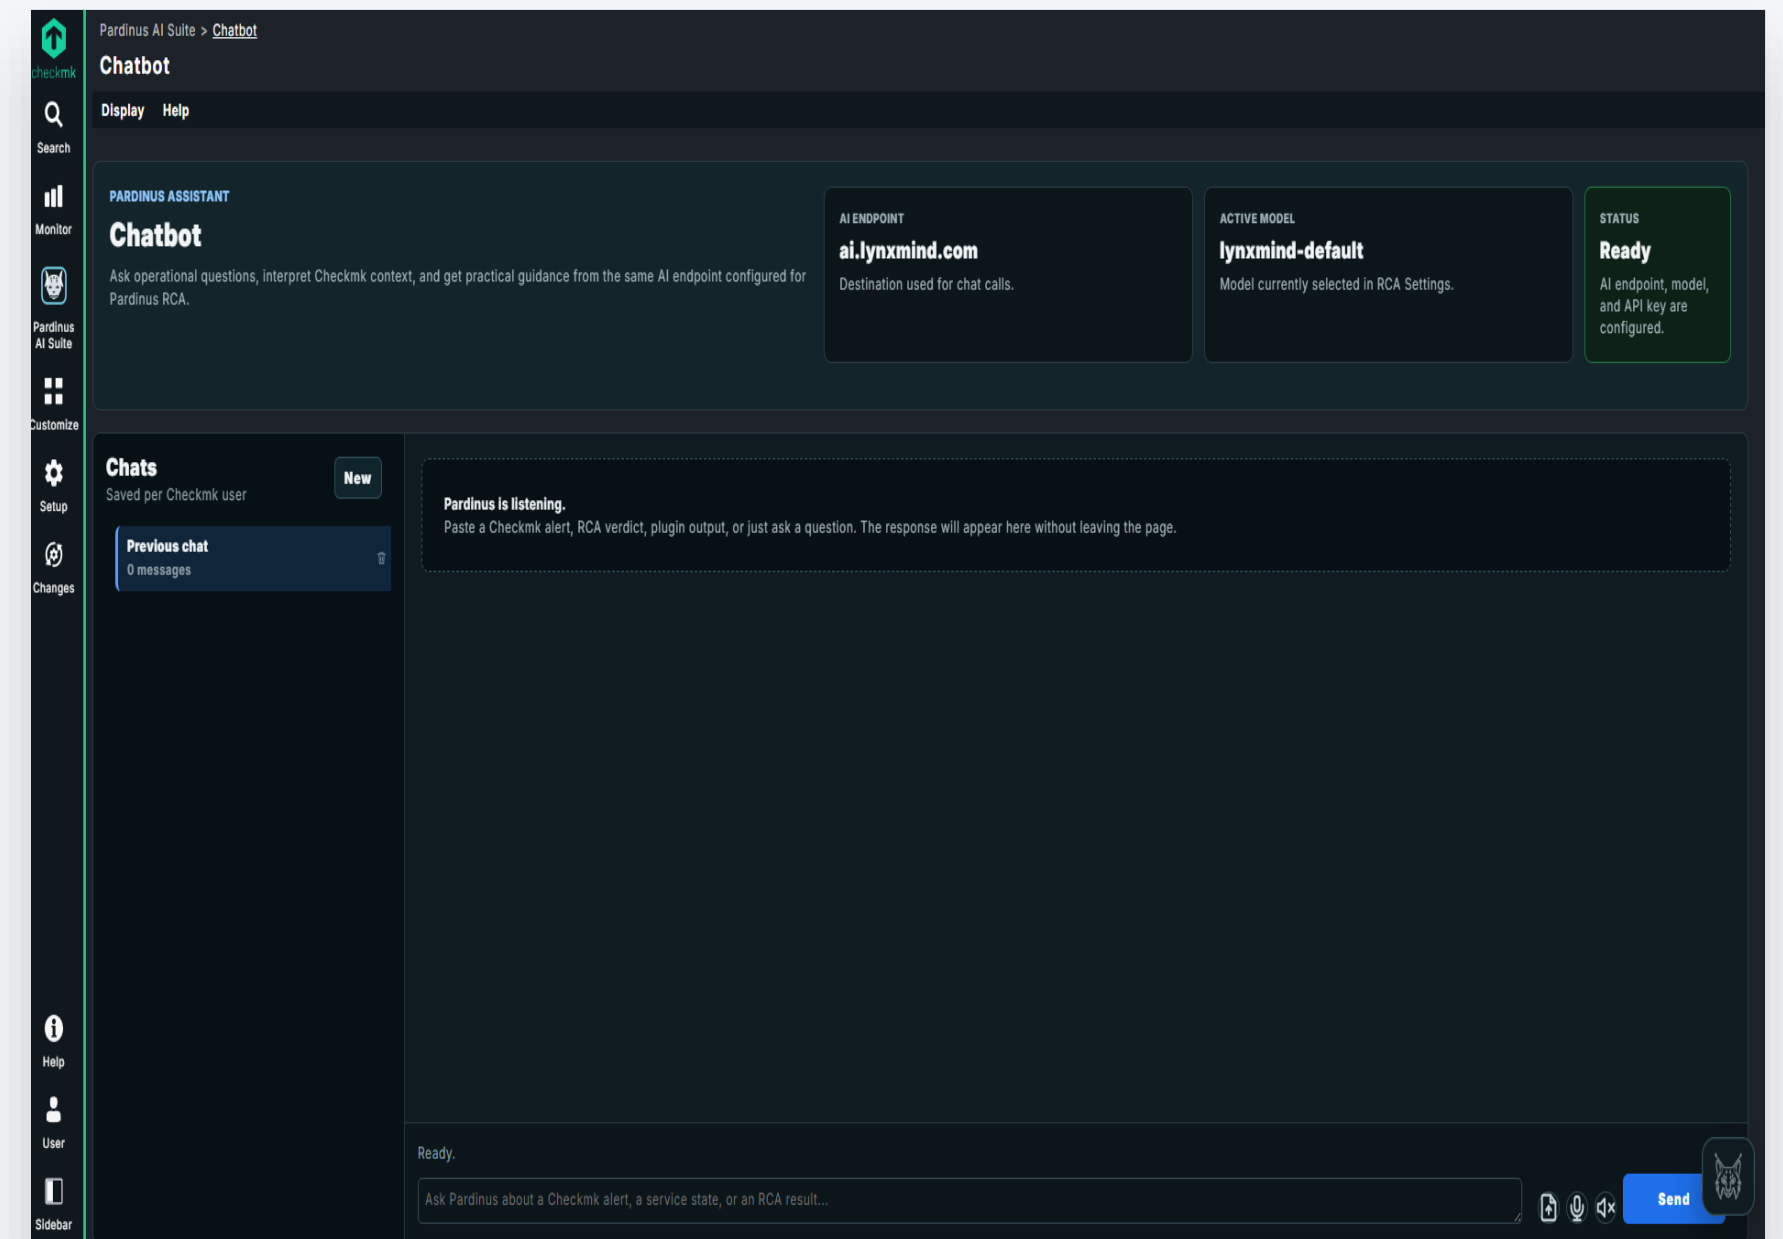 checkmk
Search
Monitor
Pardinus
AI Suite
Customize
Setup
Changes
Help
User
Sidebar
Pardinus AI Suite > Chatbot
Chatbot
Display Help
PARDINUS ASSISTANT
Chatbot
Ask operational questions, interpret Checkmk context, and get practical guidance from the same AI endpoint configured for
Pardinus RCA.
AI ENDPOINT
ai.lynxmind.com
Destination used for chat calls.
ACTIVE MODEL
lynxmind-default
Model currently selected in RCA Settings.
STATUS
Ready
AI endpoint, model,
and API key are
configured.
Chats
Saved per Checkmk user
New
Previous chat
0 messages
Pardinus is listening.
Paste a Checkmk alert, RCA verdict, plugin output, or just ask a question. The response will appear here without leaving the page.
Ready.
Ask Pardinus about a Checkmk alert, a service state, or an RCA result...
Send